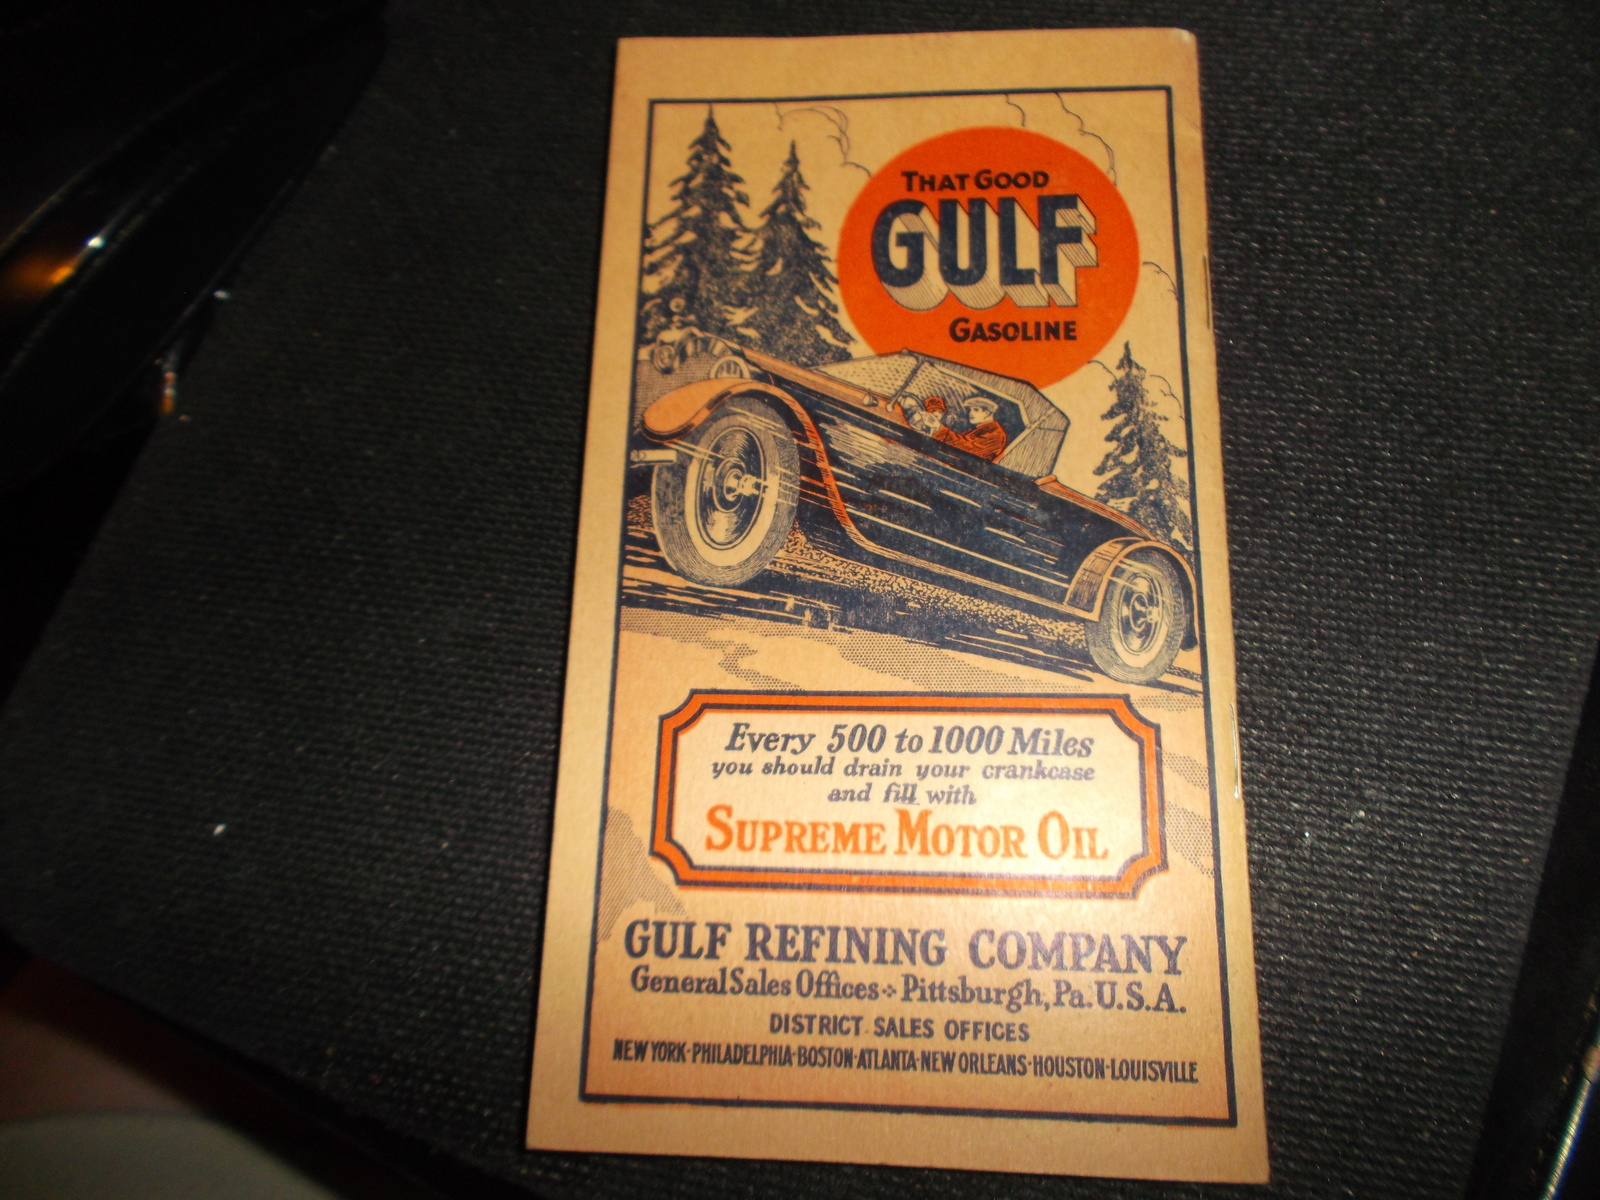 THAT GOOD
GULF
GASOLINE
Every 500 to 1000 Miles
you should drain your crankcase
and fill with
SUPREME MOTOR OIL
GULF REFINING COMPANY
General Sales Offices Pittsburgh, Pa. U.S.A.
DISTRICT SALES OFFICES
NEW YORK-PHILADELPHIA-BOSTON-ATLANTA-NEW ORLEANS-HOUSTON-LOUISVILLE